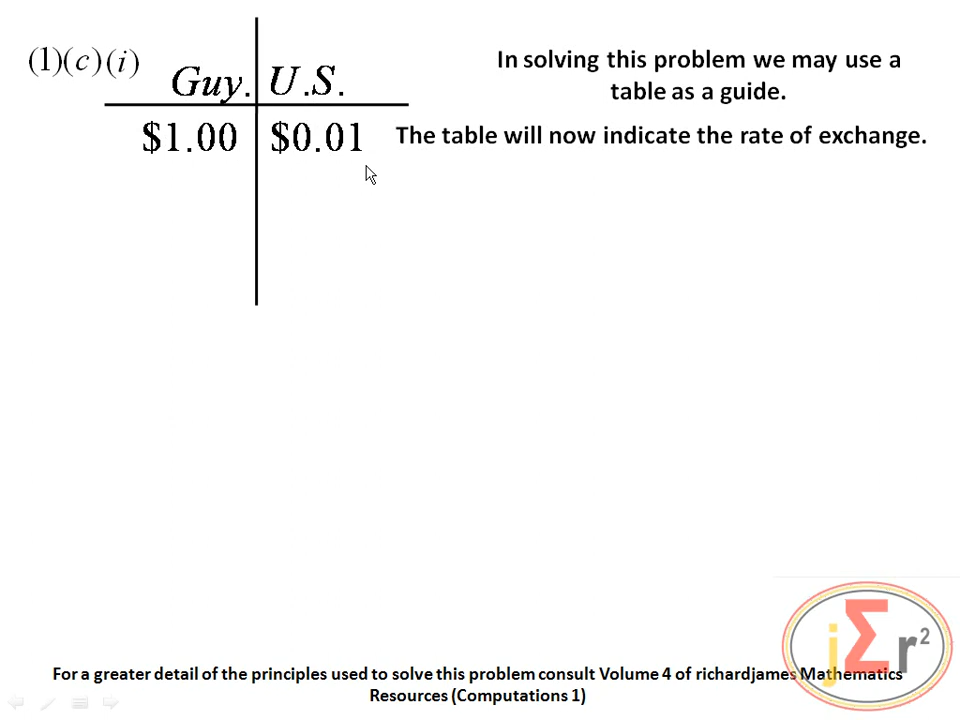 (1)(c)(i)
Guy. U.S.
$1.00 $0.01
In solving this problem we may use a
table as a guide.
The table will now indicate the rate of exchange.
For a greater detail of the principles used to solve this problem consult Volume 4 of richardjames Mathematics
Resources (Computations 1)
jΣr²